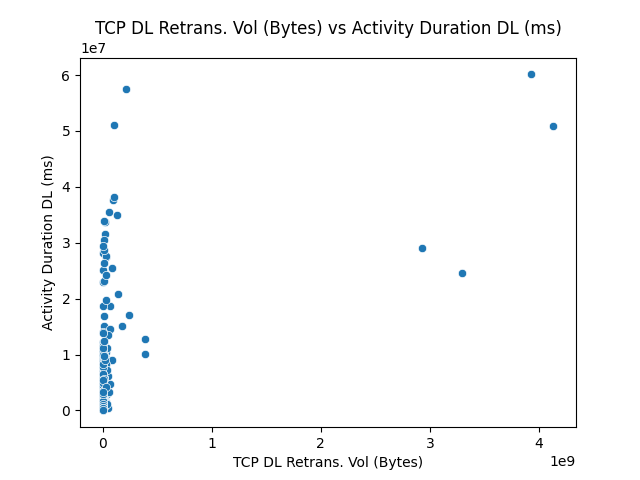 TCP DL Retrans. Vol (Bytes) vs Activity Duration DL (ms)
1e7
6
5
4
3
2
1
0
Activity Duration DL (ms)
0 1 2 3 4
TCP DL Retrans. Vol (Bytes)
1e9